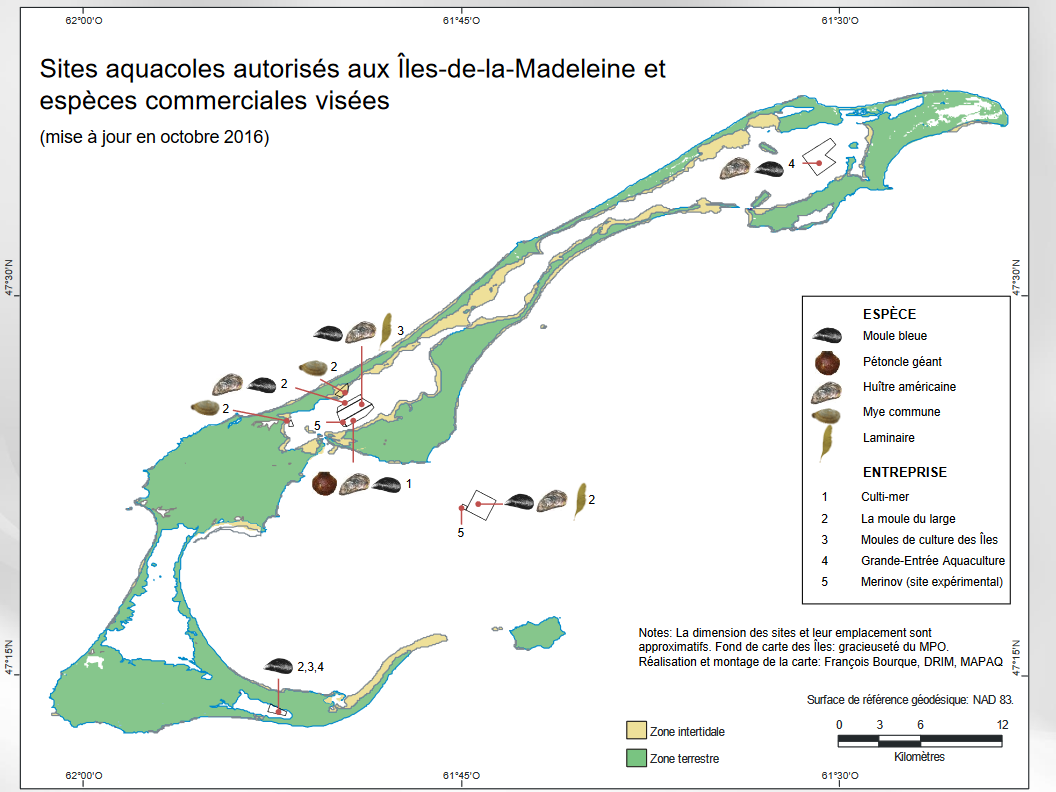 62°00'O
61°45'O
61°30'O
Sites aquacoles autorisés aux Îles-de-la-Madeleine et
espèces commerciales visées
(mise à jour en octobre 2016)
4
47°30'N
47°30'N
ESPÈCE
Moule bleue
Pétoncle géant
Huître américaine
Mye commune
Laminaire
ENTREPRISE
1 Culti-mer
2 La moule du large
3 Moules de culture des Îles
4 Grande-Entrée Aquaculture
5 Merinov (site expérimental)
3
2
2
2
5
1
2
5
47°15'N
47°15'N
2,3,4
Notes: La dimension des sites et leur emplacement sont
approximatifs. Fond de carte des Îles: gracieuseté du MPO.
Réalisation et montage de la carte: François Bourque, DRIM, MAPAQ
Surface de référence géodésique: NAD 83.
0 3 6 12
Kilomètres
Zone intertidale
Zone terrestre
62°00'O
61°45'O
61°30'O